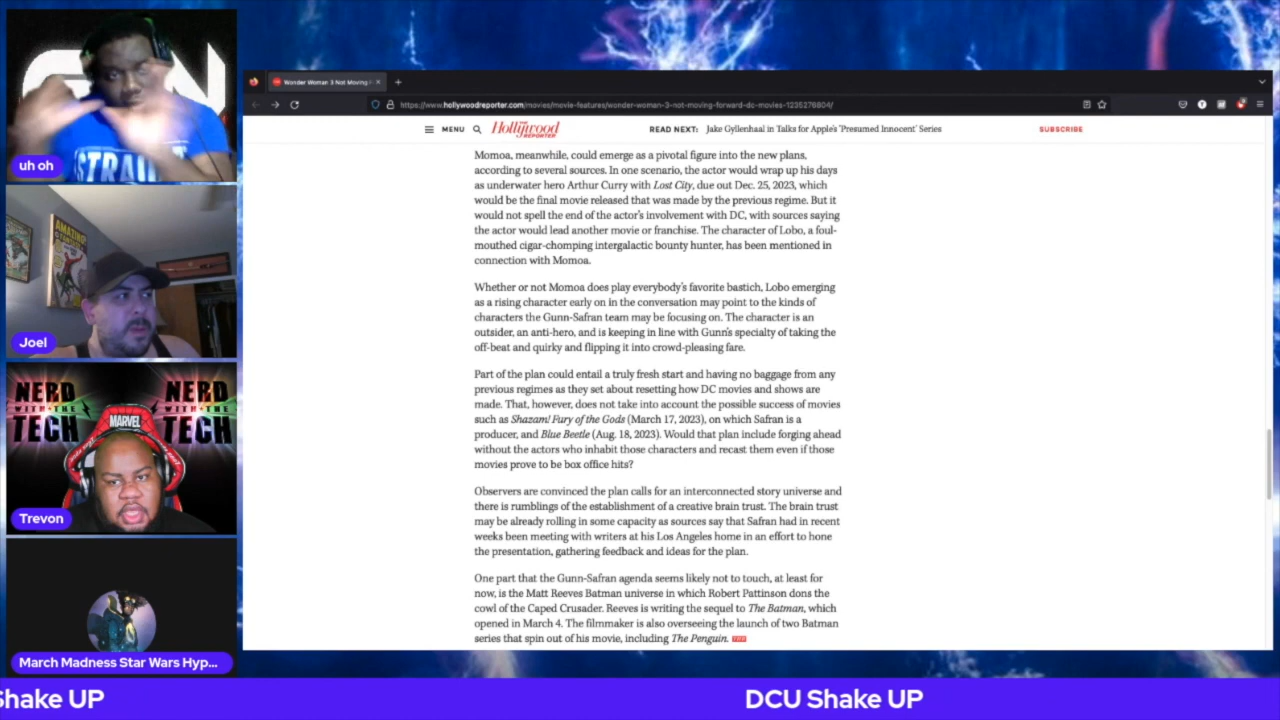 uh oh
STRAU
AMAZING
FANTASY
Joel
NERD
WITH THE
TECH
NERD
WITH THE
TECH
MARVEL
Trevon
March Madness Star Wars Hyp...
Wonder Woman 3 Not Moving F
https://www.hollywoodreporter.com/movies/movie-features/wonder-woman-3-not-moving-forward-dc-movies-1235276804/
MENU
Hollywood
REPORTER
READ NEXT: Jake Gyllenhaal in Talks for Apple's 'Presumed Innocent' Series
SUBSCRIBE
Momoa, meanwhile, could emerge as a pivotal figure into the new plans,
according to several sources. In one scenario, the actor would wrap up his days
as underwater hero Arthur Curry with Lost City, due out Dec. 25, 2023, which
would be the final movie released that was made by the previous regime. But it
would not spell the end of the actor's involvement with DC, with sources saying
the actor would lead another movie or franchise. The character of Lobo, a foul-
mouthed cigar-chomping intergalactic bounty hunter, has been mentioned in
connection with Momoa.
Whether or not Momoa does play everybody's favorite bastich, Lobo emerging
as a rising character early on in the conversation may point to the kinds of
characters the Gunn-Safran team may be focusing on. The character is an
outsider, an anti-hero, and is keeping in line with Gunn's specialty of taking the
off-beat and quirky and flipping it into crowd-pleasing fare.
Part of the plan could entail a truly fresh start and having no baggage from any
previous regimes as they set about resetting how DC movies and shows are
made. That, however, does not take into account the possible success of movies
such as Shazam! Fury of the Gods (March 17, 2023), on which Safran is a
producer, and Blue Beetle (Aug. 18, 2023). Would that plan include forging ahead
without the actors who inhabit those characters and recast them even if those
movies prove to be box office hits?
Observers are convinced the plan calls for an interconnected story universe and
there is rumblings of the establishment of a creative brain trust. The brain trust
may be already rolling in some capacity as sources say that Safran had in recent
weeks been meeting with writers at his Los Angeles home in an effort to hone
the presentation, gathering feedback and ideas for the plan.
One part that the Gunn-Safran agenda seems likely not to touch, at least for
now, is the Matt Reeves Batman universe in which Robert Pattinson dons the
cowl of the Caped Crusader. Reeves is writing the sequel to The Batman, which
opened in March 4. The filmmaker is also overseeing the launch of two Batman
series that spin out of his movie, including The Penguin. THR
Shake UP
DCU Shake UP